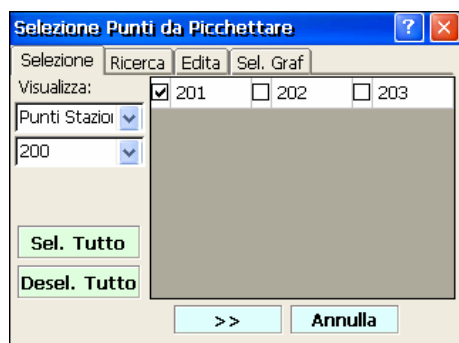 Selezione Punti da Picchettare ?
Selezione Ricerca Edita Sel. Graf
Visualizza:
201 202 203
Punti Stazion
200
Sel. Tutto
Desel. Tutto
>> Annulla